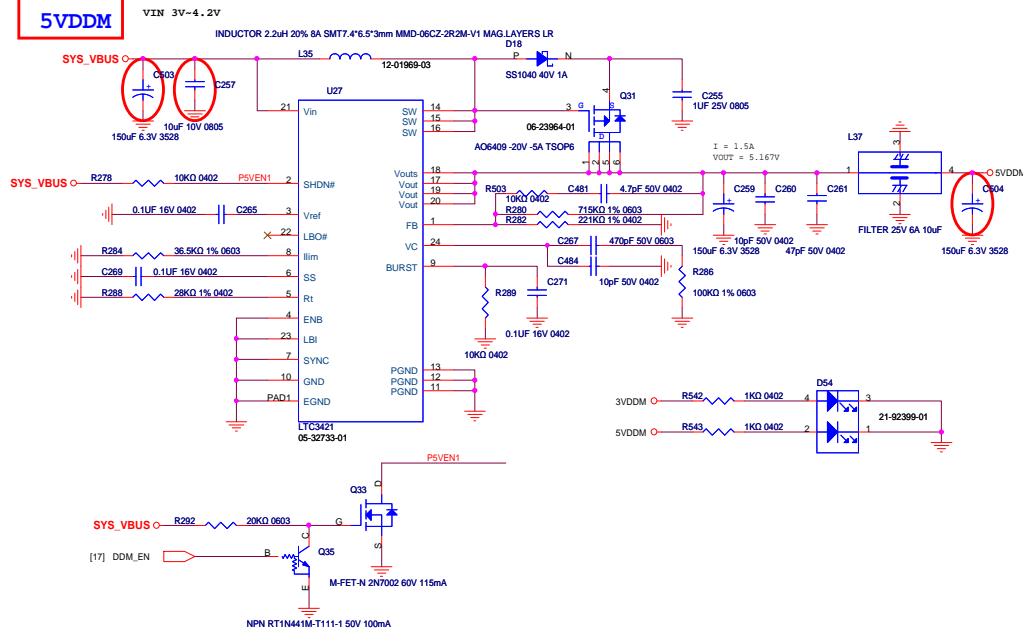 5VDDM
VIN 3V~4.2V
INDUCTOR 2.2uH 20% 8A SMT7.4*6.5*3mm MMD-06CZ-2R2M-V1 MAG.LAYERS LR
SYS_VBUS
L35
12-01969-03
D18
P
N
SS1040 40V 1A
C503
150uF 6.3V 3528
C257
10uF 10V 0805
U27
21
Vin
SW
14
SW
15
SW
16
3
G
S
D
4
1
2
5
6
Q31
06-23964-01
AO6409 -20V -5A TSOP6
C255
1UF 25V 0805
I = 1.5A
VOUT = 5.167V
L37
1
3
4
2
FILTER 25V 6A 10uF
5VDDM
C504
150uF 6.3V 3528
SYS_VBUS
R278
10KΩ 0402
P5VEN1
2
SHDN#
Vouts
18
Vout
17
Vout
19
Vout
20
R503
10KΩ 0402
C481
4.7pF 50V 0402
C259
150uF 6.3V 3528
C260
10pF 50V 0402
C261
47pF 50V 0402
0.1UF 16V 0402
C265
3
Vref
FB
1
R280
715KΩ 1% 0603
R282
221KΩ 1% 0402
22
LBO#
VC
24
C267
470pF 50V 0603
C484
10pF 50V 0402
R286
100KΩ 1% 0603
R284
36.5KΩ 1% 0603
8
Ilim
BURST
9
C269
0.1UF 16V 0402
6
SS
R288
28KΩ 1% 0402
5
Rt
R289
10KΩ 0402
C271
0.1UF 16V 0402
4
ENB
23
LBI
7
SYNC
10
GND
PAD1
EGND
PGND
13
PGND
12
PGND
11
LTC3421
05-32733-01
3VDDM
R542
1KΩ 0402
4
D54
3
5VDDM
R543
1KΩ 0402
2
1
21-92399-01
P5VEN1
Q33
D
G
S
SYS_VBUS
R292
20KΩ 0603
M-FET-N 2N7002 60V 115mA
[17] DDM_EN
B
C
E
Q35
NPN RT1N441M-T111-1 50V 100mA